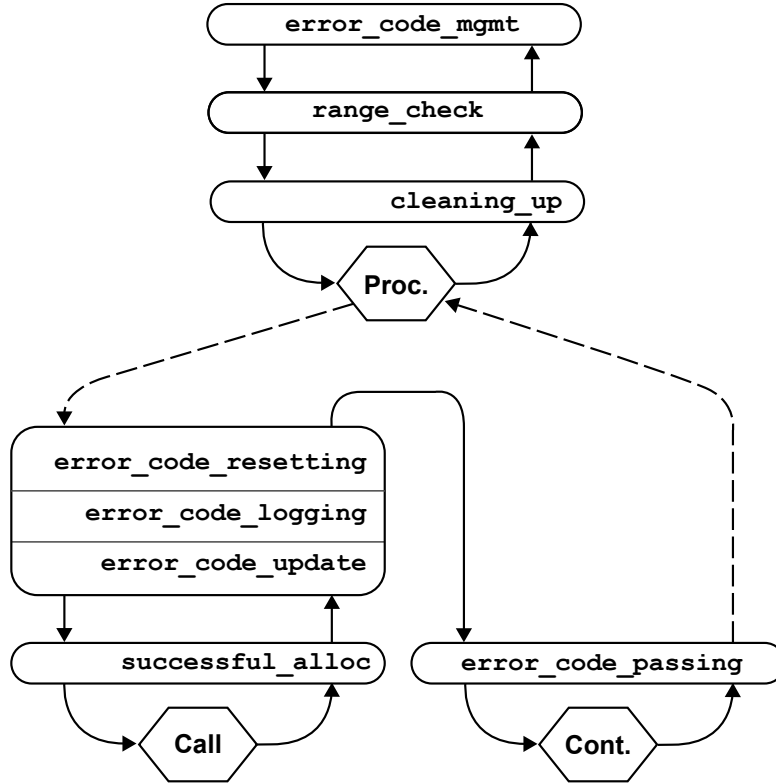 error_code_mgmt
range_check
cleaning_up
Proc.
error_code_resetting
error_code_logging
error_code_update
successful_alloc
error_code_passing
Call
Cont.